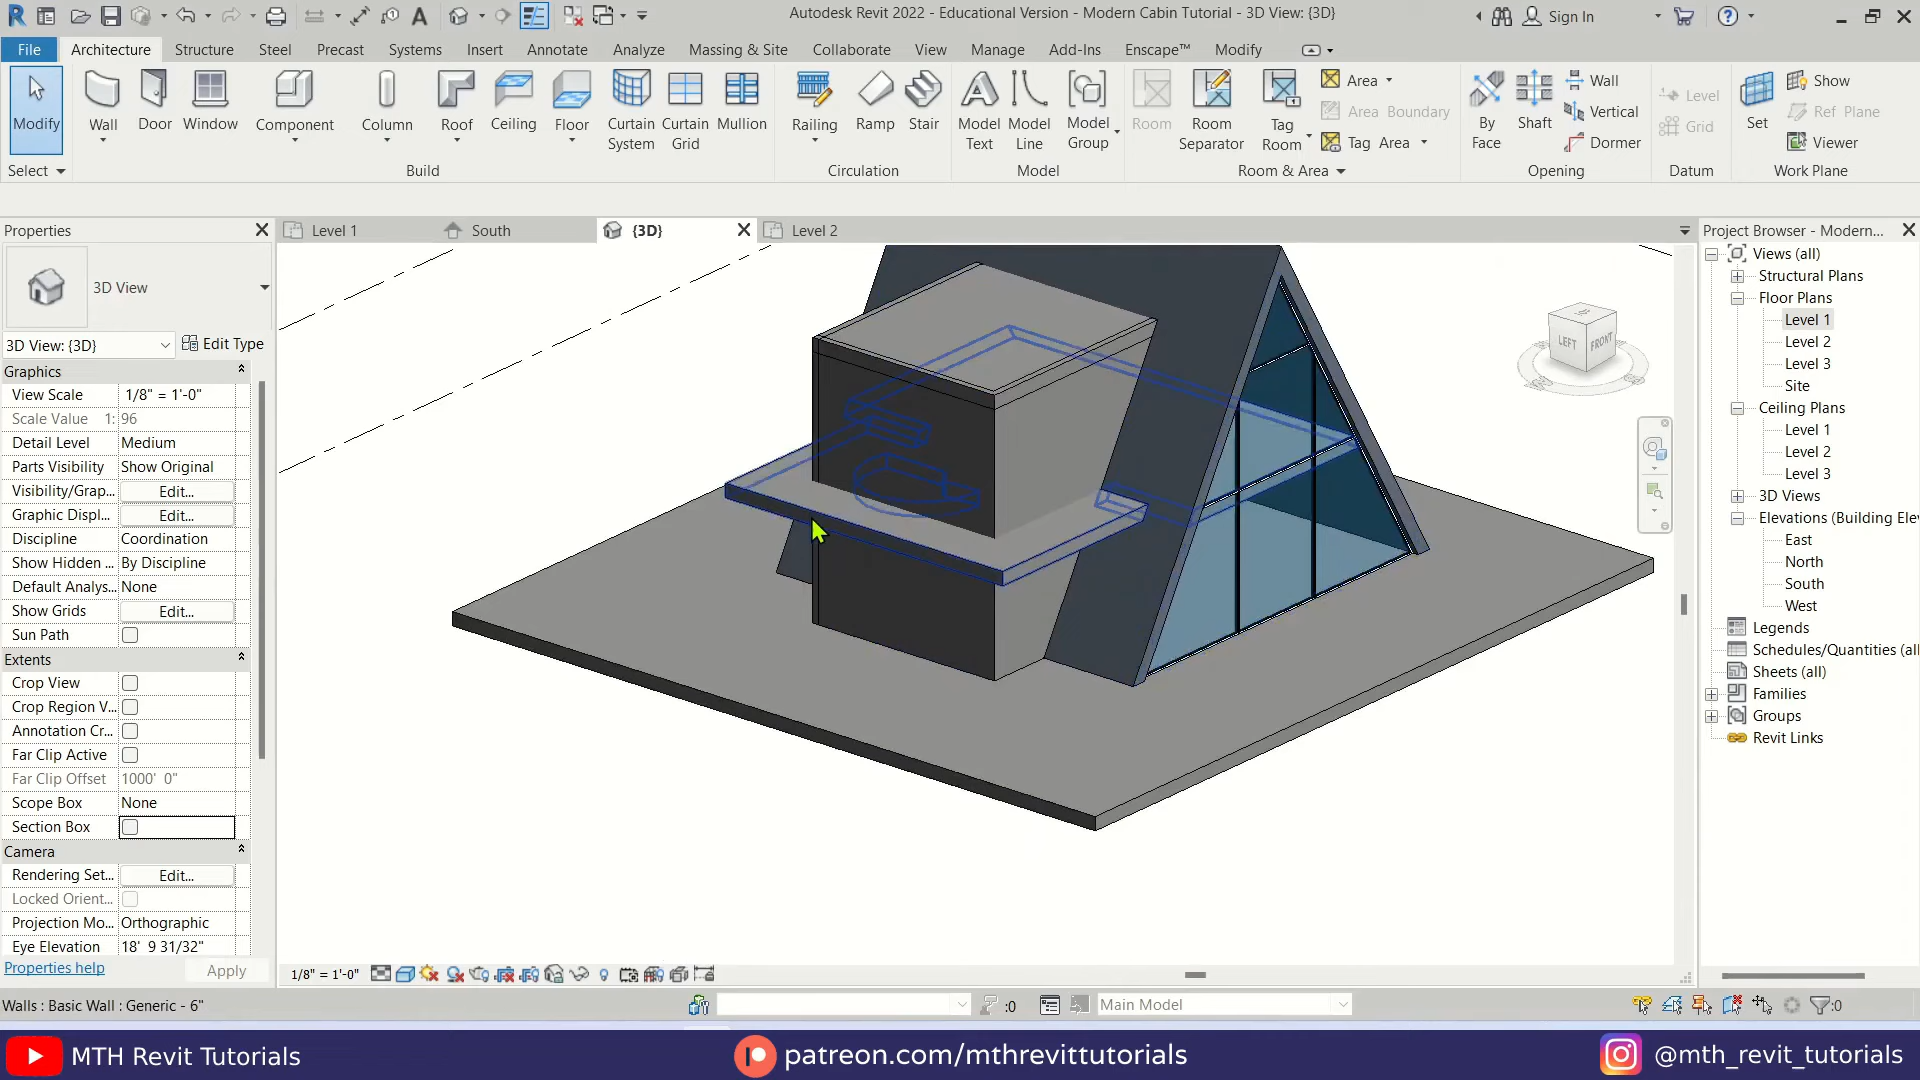 Autodesk Revit 2022 - Educational Version - Modern Cabin Tutorial - 3D View: {3D}
Sign In
File Architecture Structure Steel Precast Systems Insert Annotate Analyze Massing & Site Collaborate View Manage Add-Ins Enscape™ Modify
Modify Wall Door Window Component Column Roof Ceiling Floor Curtain System Curtain Grid Mullion Railing Ramp Stair Model Text Model Line Model Group Room Room Separator Tag Room
Area
Area Boundary
Tag Area
By Face Shaft Wall
Vertical
Dormer
Level
Grid
Set Show
Ref Plane
Viewer
Select Build Circulation Model Room & Area Opening Datum Work Plane
Properties
3D View
3D View: {3D} Edit Type
Graphics
View Scale 1/8" = 1'-0"
Scale Value 1: 96
Detail Level Medium
Parts Visibility Show Original
Visibility/Grap... Edit...
Graphic Displ... Edit...
Discipline Coordination
Show Hidden ... By Discipline
Default Analys... None
Show Grids Edit...
Sun Path
Extents
Crop View
Crop Region V...
Annotation Cr...
Far Clip Active
Far Clip Offset 1000' 0"
Scope Box None
Section Box
Camera
Rendering Set... Edit...
Locked Orient...
Projection Mo... Orthographic
Eye Elevation 18' 9 31/32"
Properties help Apply
Level 1 South {3D} Level 2
LEFT FRONT
1/8" = 1'-0"
Project Browser - Modern...
Views (all)
Structural Plans
Floor Plans
Level 1
Level 2
Level 3
Site
Ceiling Plans
Level 1
Level 2
Level 3
3D Views
Elevations (Building Ele
East
North
South
West
Legends
Schedules/Quantities (all
Sheets (all)
Families
Groups
Revit Links
Walls : Basic Wall : Generic - 6" :0 Main Model :0
MTH Revit Tutorials patreon.com/mthrevittutorials @mth_revit_tutorials